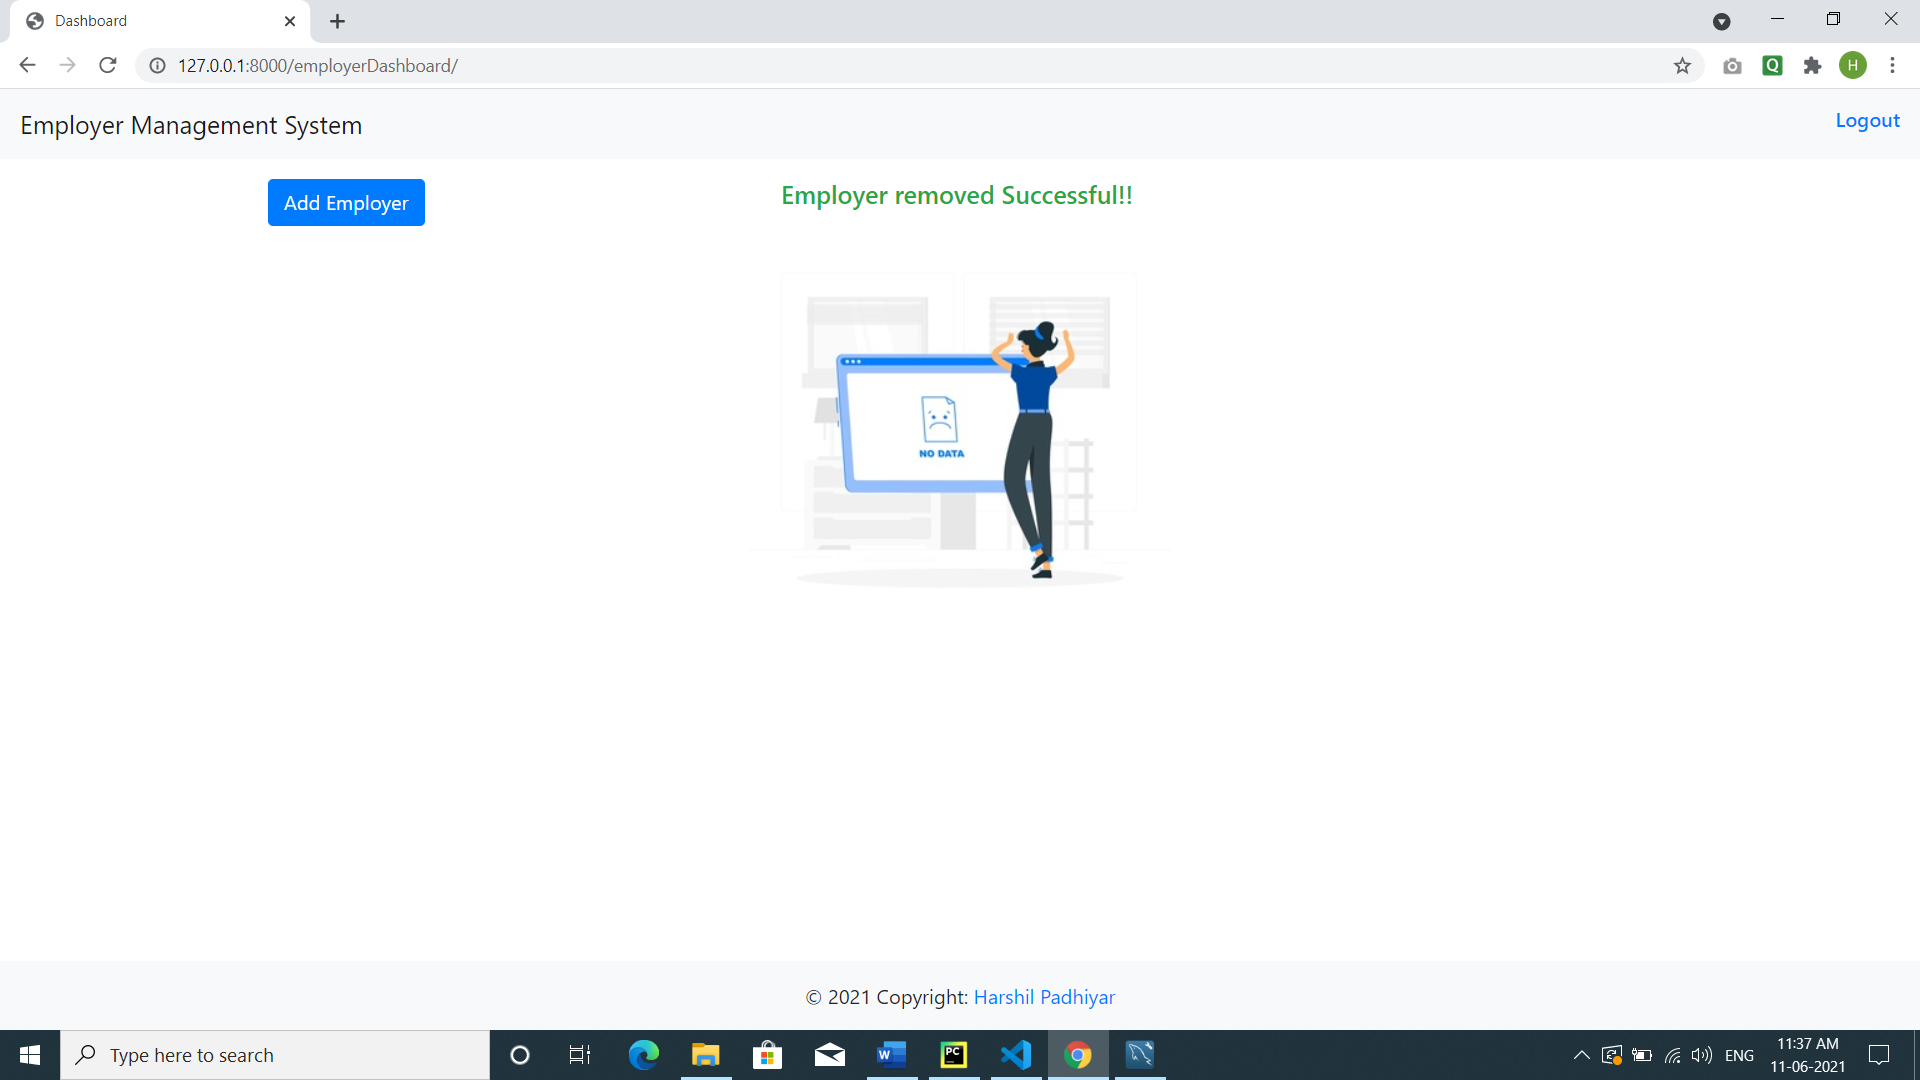 Dashboard
127.0.0.1:8000/employerDashboard/
Q
H
Employer Management System
Logout
Add Employer
Employer removed Successful!!
NO DATA
© 2021 Copyright: Harshil Padhiyar
Type here to search
W
PC
ENG
11:37 AM
11-06-2021